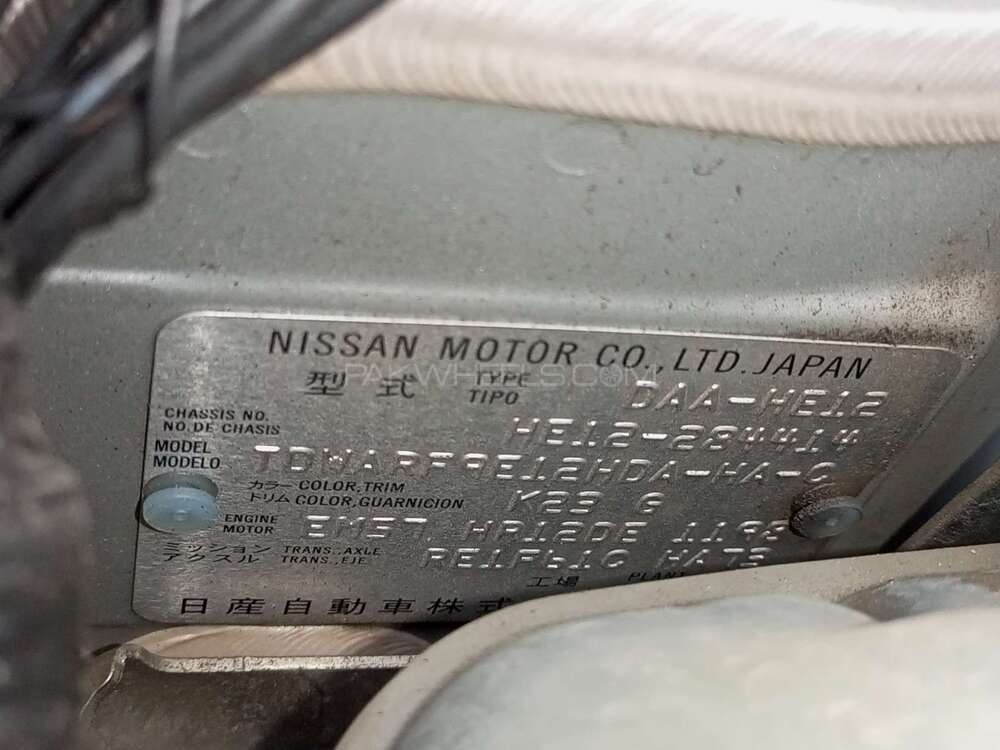 NISSAN MOTOR CO., LTD. JAPAN
型式 TYPE TIPO DAA-HE12
PAKWHEELS.COM
CHASSIS NO. NO. DE CHASIS HE12-284414
MODEL MODELO TDWARF9E12HDA-HA-C
カラー COLOR, TRIM
トリム COLOR, GUARNICION K23 G
ENGINE MOTOR EM57, HR12DE 1198
ミッション TRANS., AXLE
アクスル TRANS., EJE RE1F61C HA73
工場 PLANT
日産自動車株式